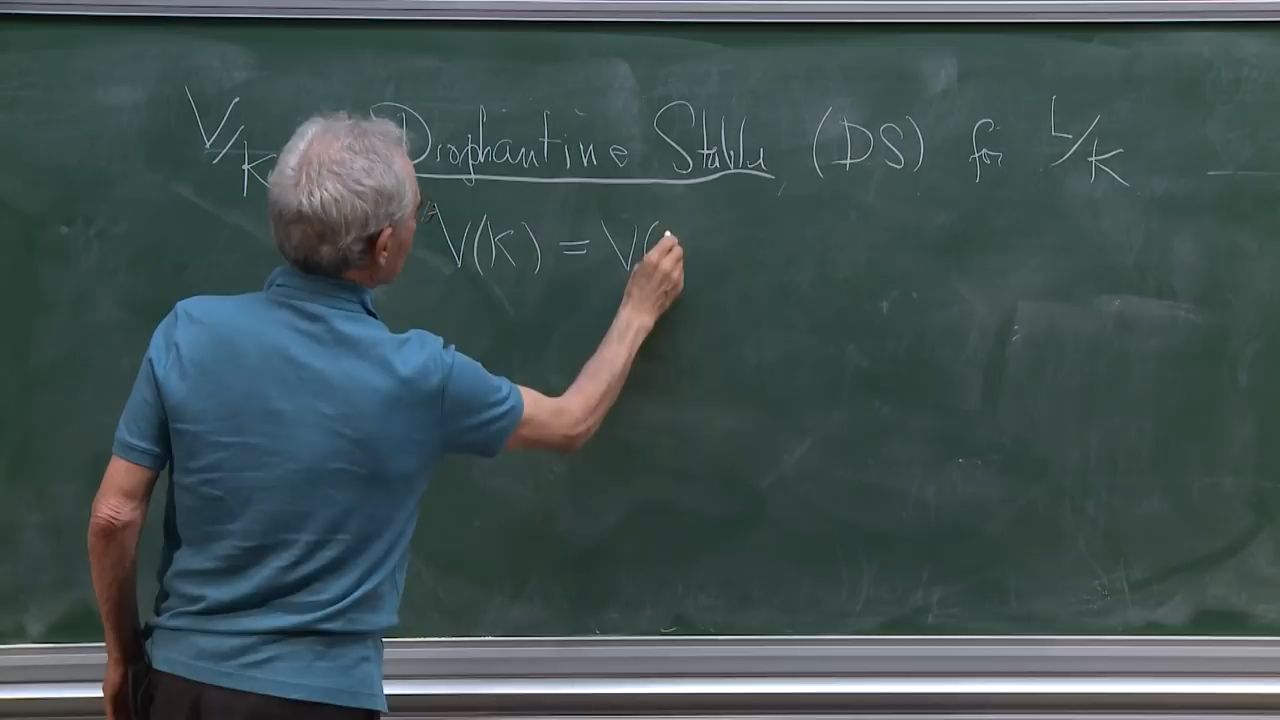 V/K Diophantine Stable (DS) for L/K
V(K) = V(